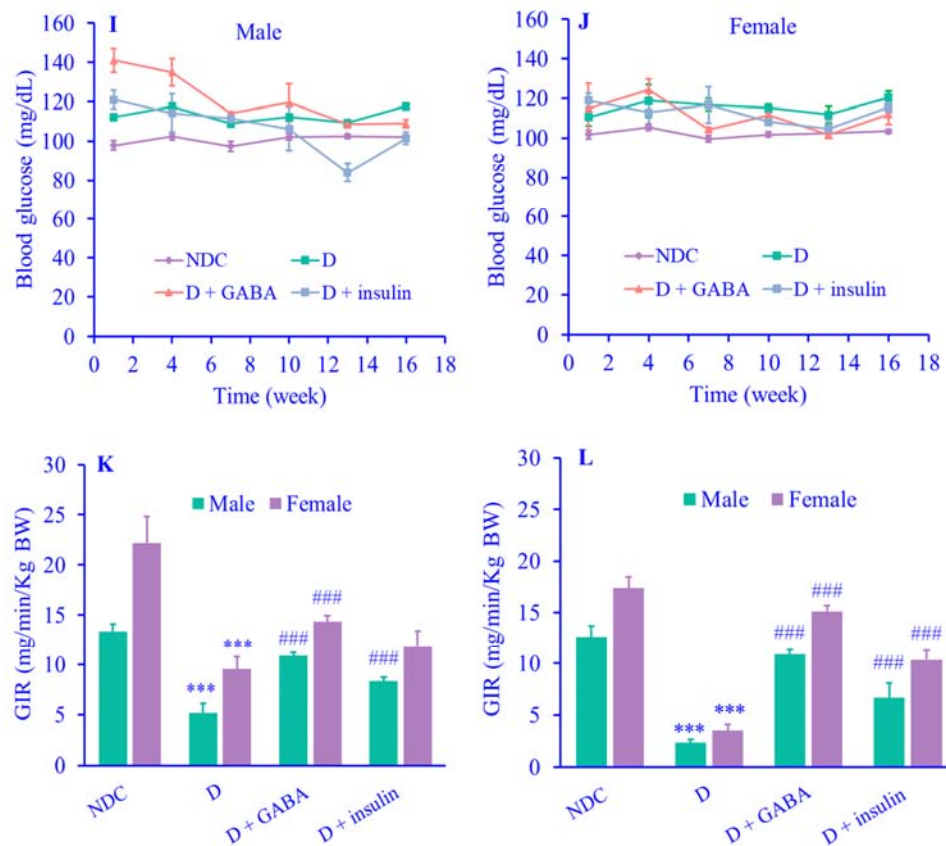 I
Male
Blood glucose (mg/dL)
160
140
120
100
80
60
40
20
0
NDC
D
D + GABA
D + insulin
0 2 4 6 8 10 12 14 16 18
Time (week)
J
Female
Blood glucose (mg/dL)
160
140
120
100
80
60
40
20
0
NDC
D
D + GABA
D + insulin
0 2 4 6 8 10 12 14 16 18
Time (week)
K
Male Female
GIR (mg/min/Kg BW)
30
25
20
15
10
5
0
***
***
###
###
###
NDC
D
D + GABA
D + insulin
L
Male Female
GIR (mg/min/Kg BW)
30
25
20
15
10
5
0
***
***
###
###
###
###
NDC
D
D + GABA
D + insulin